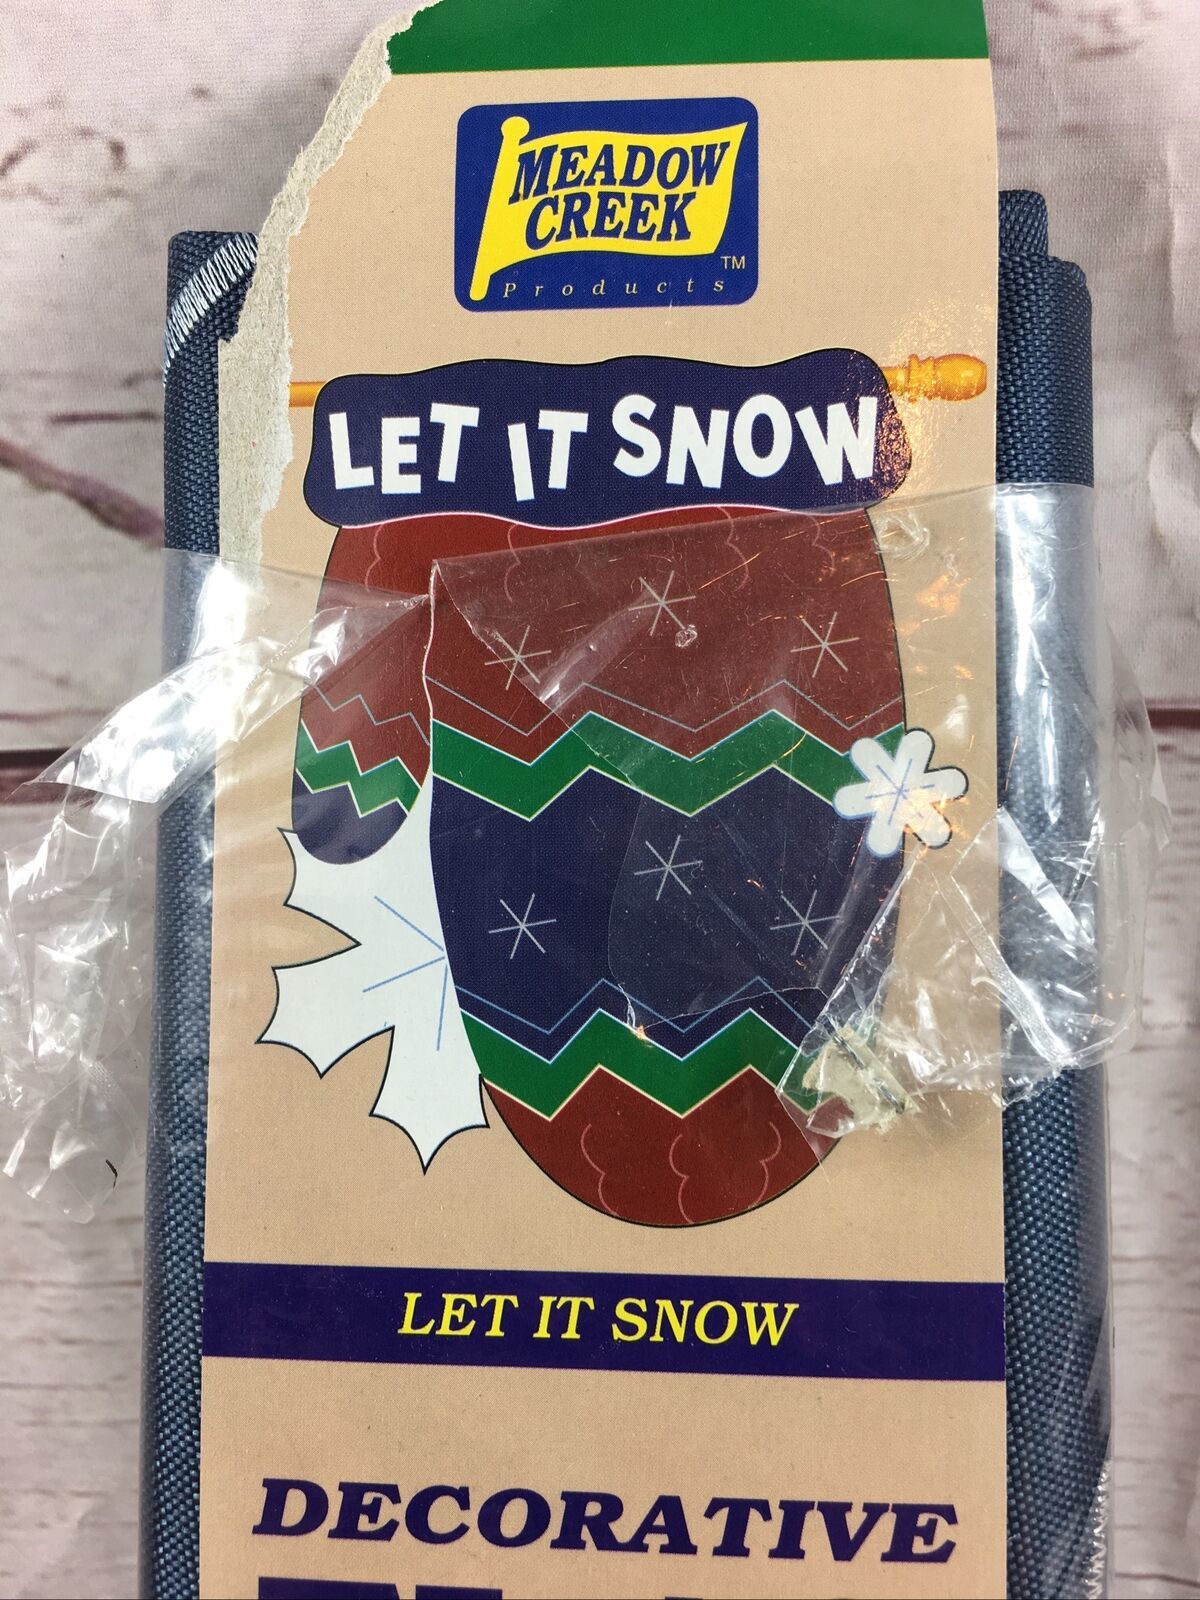 MEADOW
CREEK
TM
Products
LET IT SNOW
LET IT SNOW
DECORATIVE